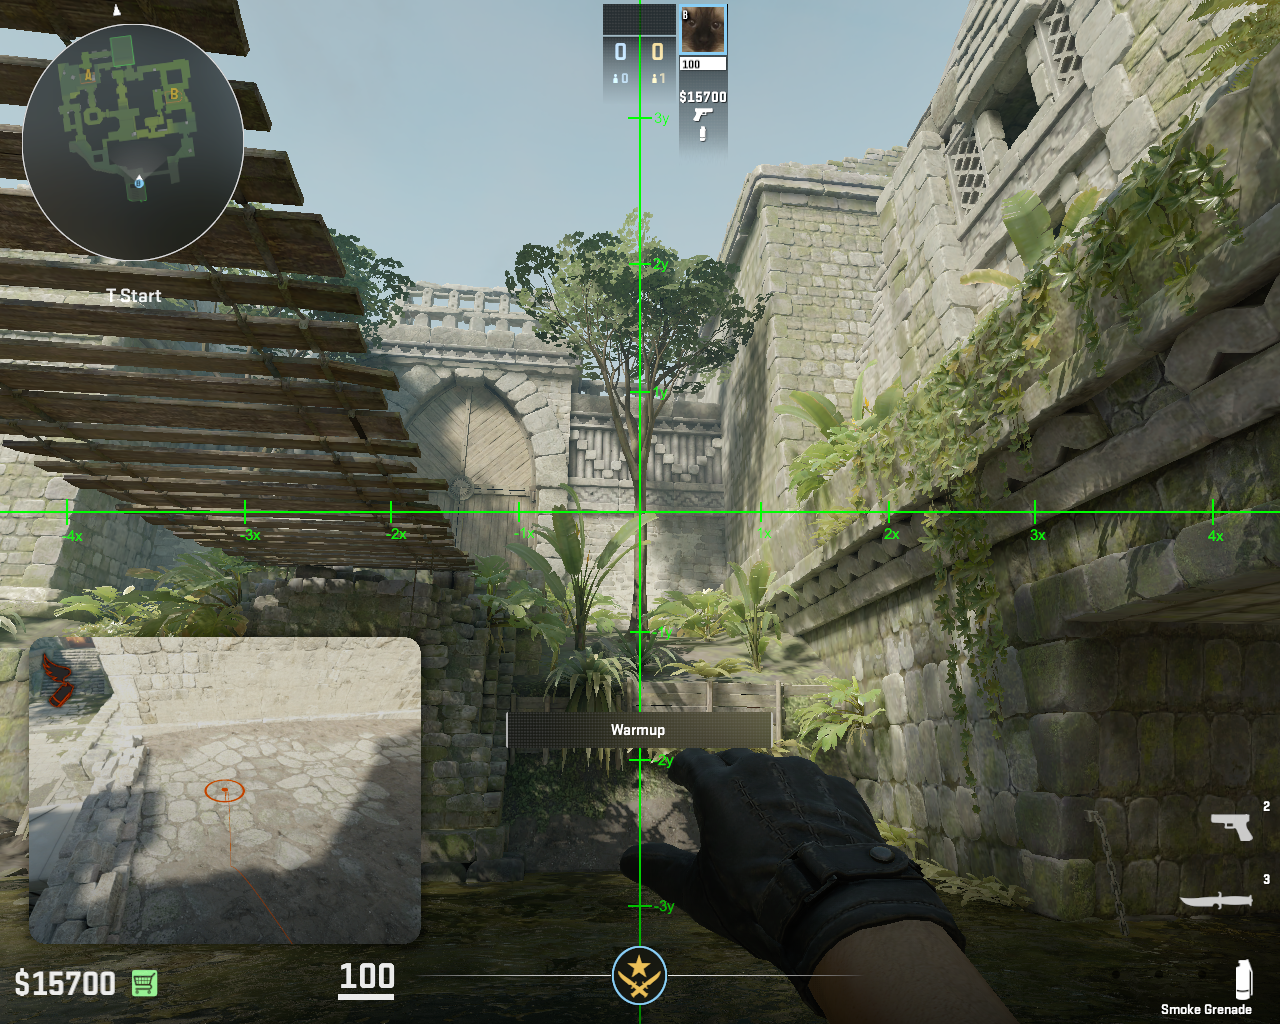 A
B
B
T Start
0
0
0
1
B
100
$15700
3y
2y
1y
-4x
-3x
-2x
-1x
1x
2x
3x
4x
-1y
Warmup
-2y
-3y
2
3
$15700
100
Smoke Grenade